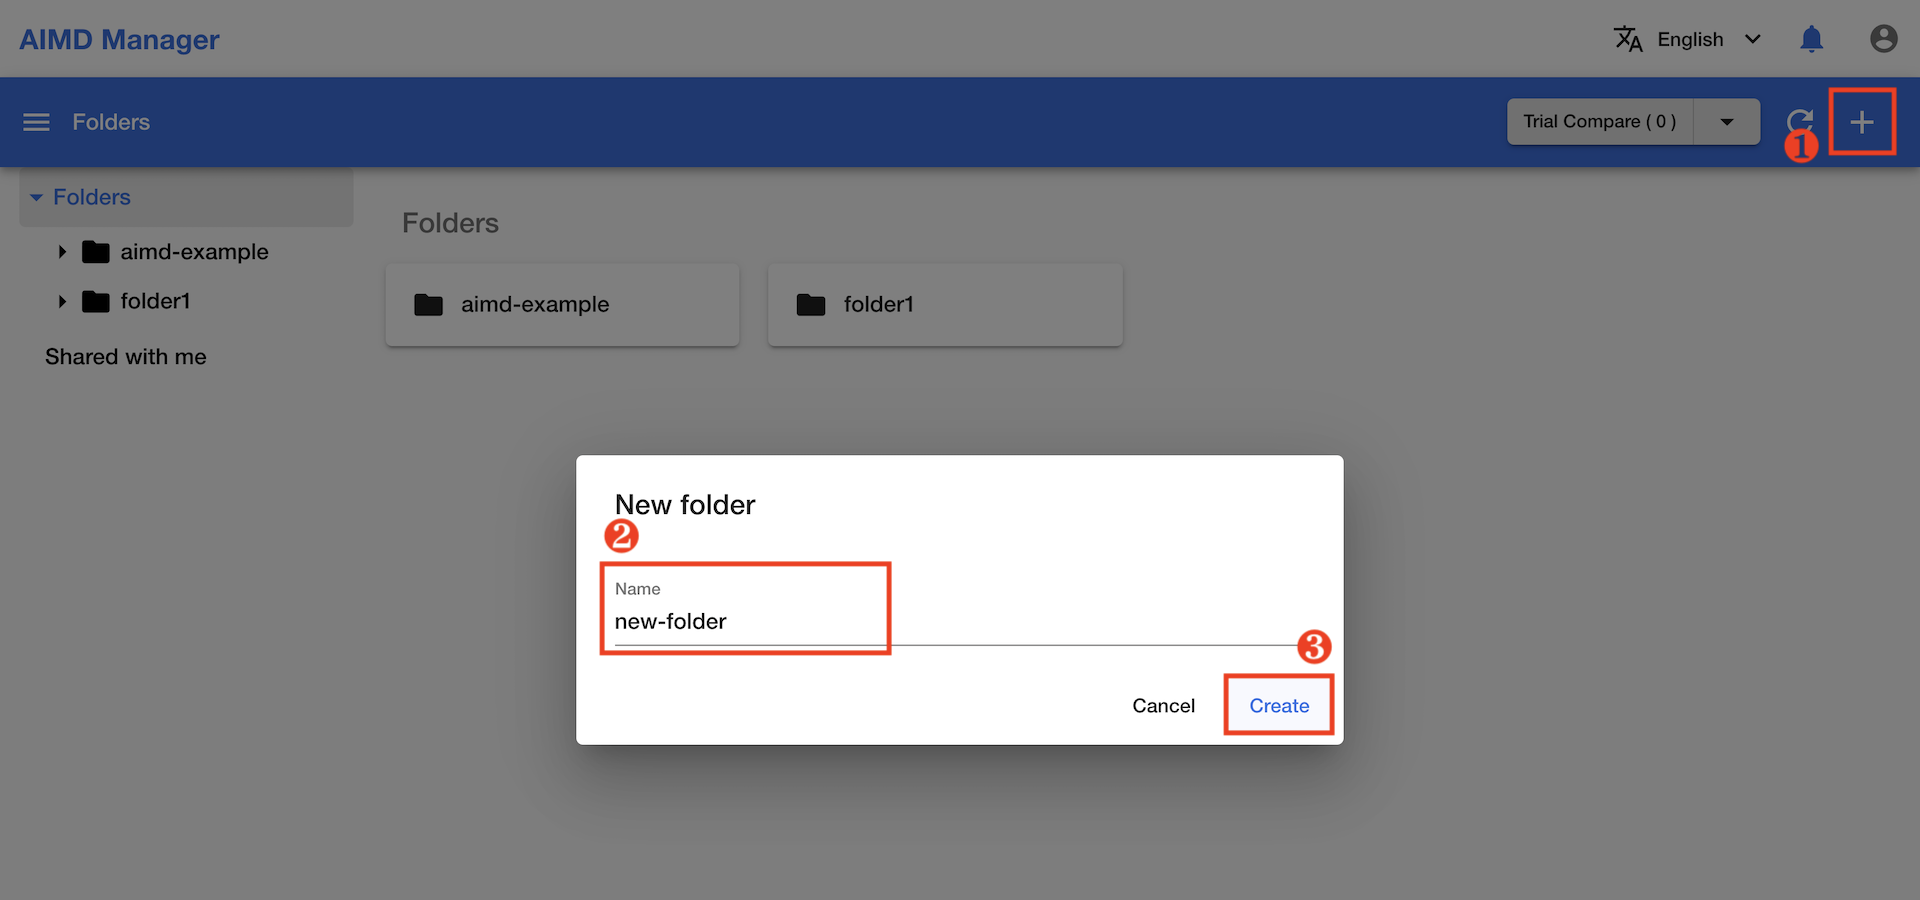 AIMD Manager
English
Folders
Trial Compare ( 0 )
1
Folders
aimd-example
folder1
Shared with me
Folders
aimd-example
folder1
New folder
2
Name
new-folder
3
Cancel
Create